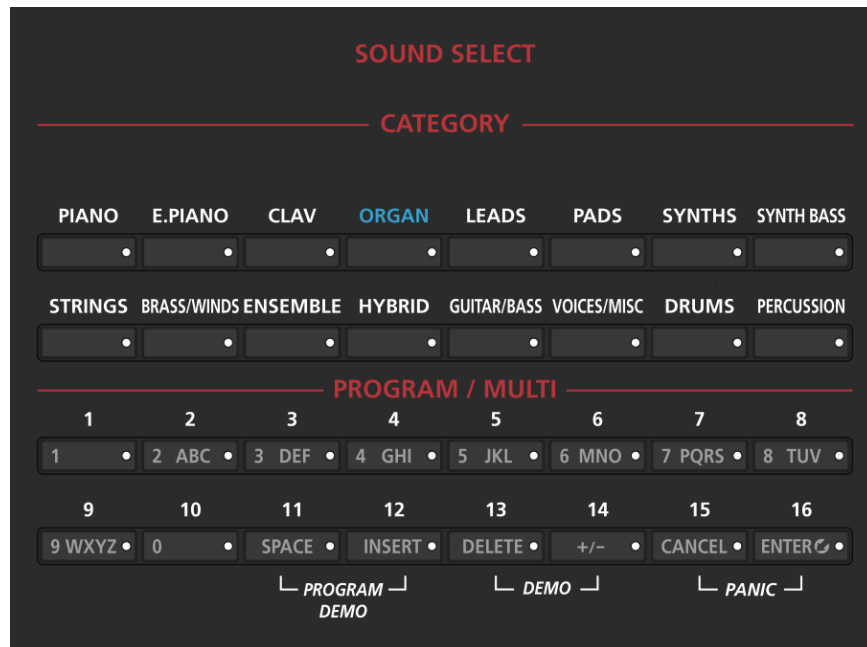 SOUND SELECT
CATEGORY
PIANO E.PIANO CLAV ORGAN LEADS PADS SYNTHS SYNTH BASS
STRINGS BRASS/WINDS ENSEMBLE HYBRID GUITAR/BASS VOICES/MISC DRUMS PERCUSSION
PROGRAM / MULTI
1 2 3 4 5 6 7 8
1 2 ABC 3 DEF 4 GHI 5 JKL 6 MNO 7 PQRS 8 TUV
9 10 11 12 13 14 15 16
9 WXYZ 0 SPACE INSERT DELETE +/- CANCEL ENTER
PROGRAM DEMO PANIC
DEMO